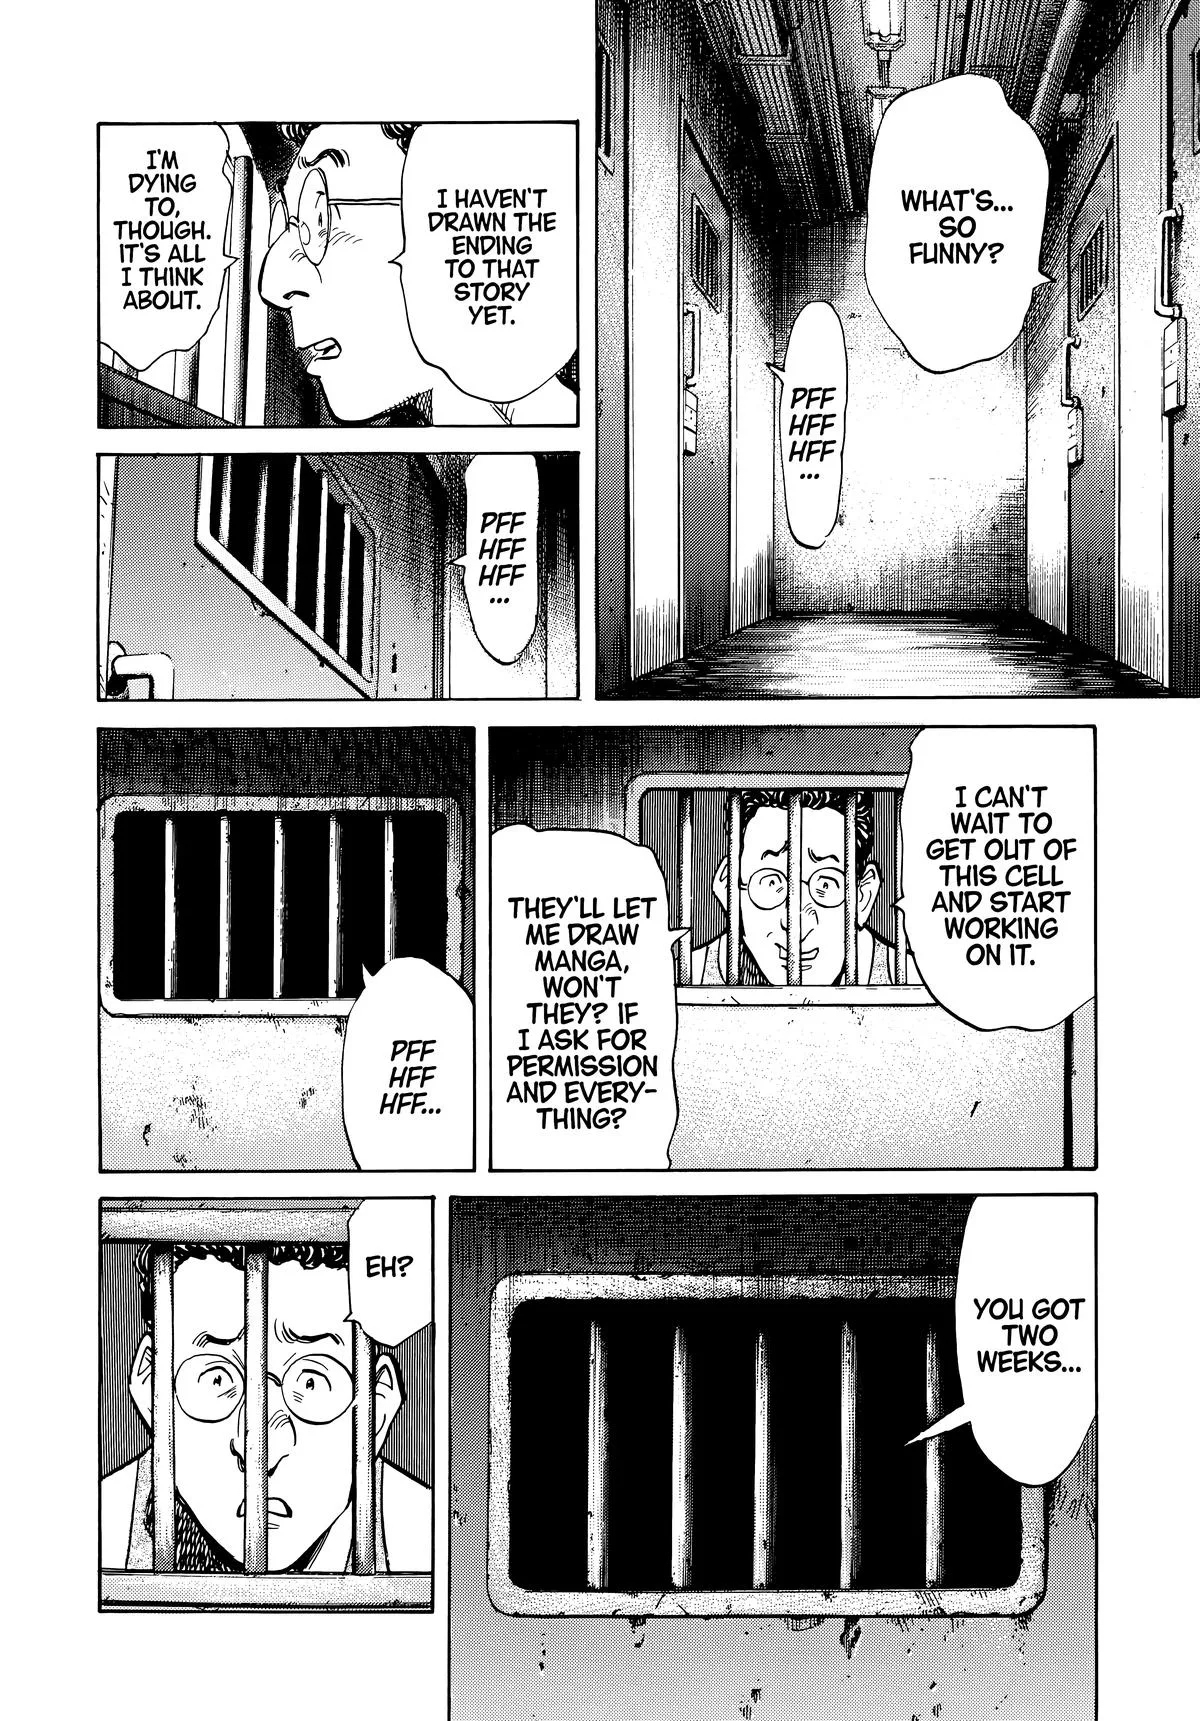 WHAT'S...
SO
FUNNY?
PFF
HFF
HFF
...
I HAVEN'T
DRAWN THE
ENDING
TO THAT
STORY
YET.
I'M
DYING
TO,
THOUGH.
IT'S ALL
I THINK
ABOUT.
PFF
HFF
HFF
...
I CAN'T
WAIT TO
GET OUT OF
THIS CELL
AND START
WORKING
ON IT.
THEY'LL LET
ME DRAW
MANGA,
WON'T
THEY? IF
I ASK FOR
PERMISSION
AND EVERY-
THING?
PFF
HFF
HFF...
YOU GOT
TWO
WEEKS...
EH?